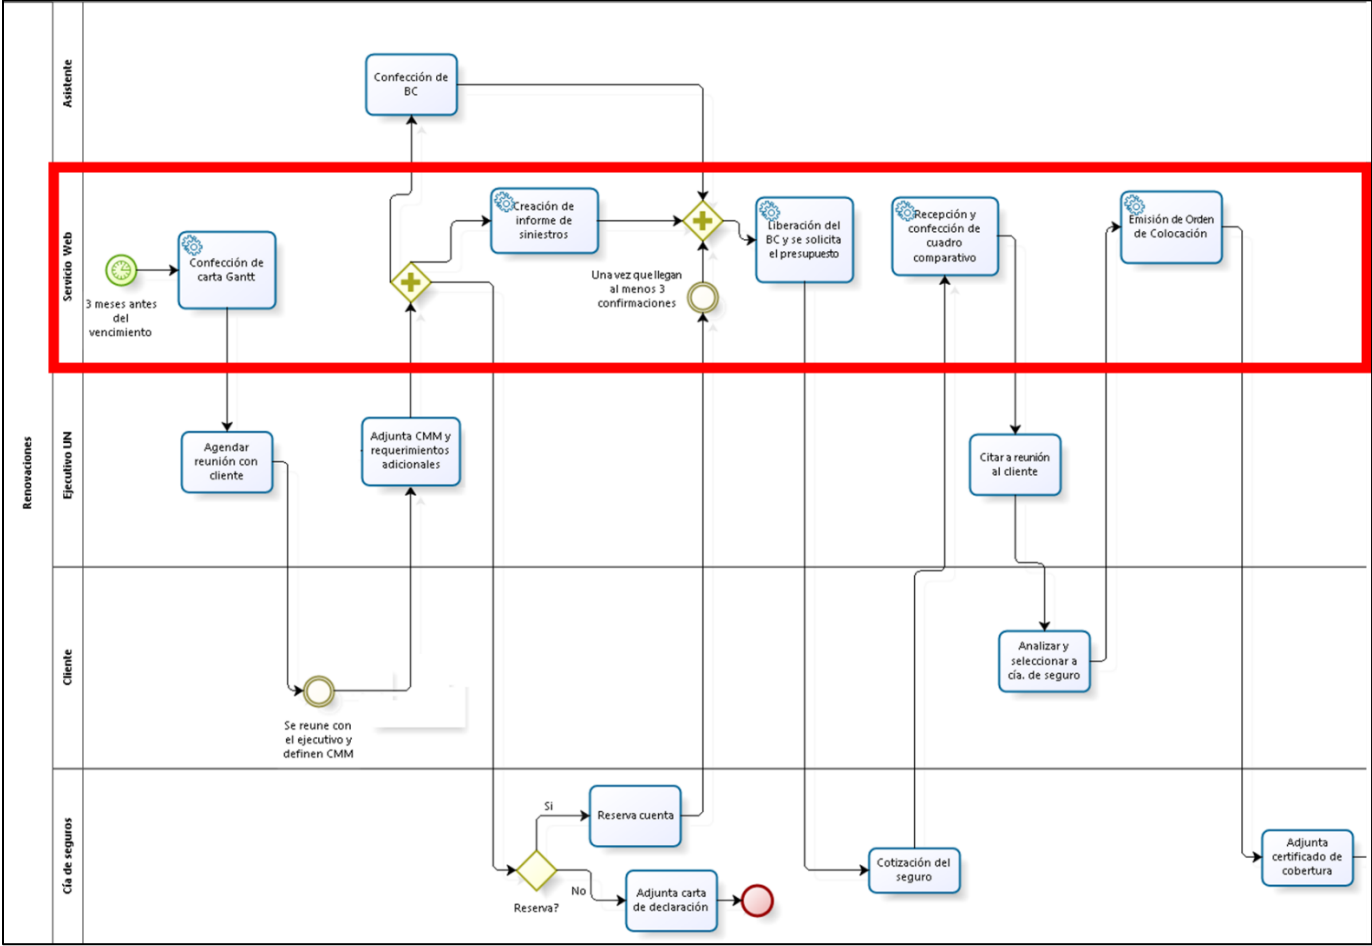 Renovaciones
Asistente
Confección de
BC
Servicio Web
3 meses antes
del
vencimiento
Confección de
carta Gantt
Creación de
informe de
siniestros
Una vez que llegan
al menos 3
confirmaciones
Liberación del
BC y se solicita
el presupuesto
Recepción y
confección de
cuadro
comparativo
Emisión de Orden
de Colocación
Ejecutivo UN
Agendar
reunión con
cliente
Adjunta CMM y
requerimientos
adicionales
Citar a reunión
al cliente
Cliente
Se reune con
el ejecutivo y
definen CMM
Analizar y
seleccionar a
cía. de seguro
Cía de seguros
Reserva?
Si
Reserva cuenta
No
Adjunta carta
de declaración
Cotización del
seguro
Adjunta
certificado de
cobertura